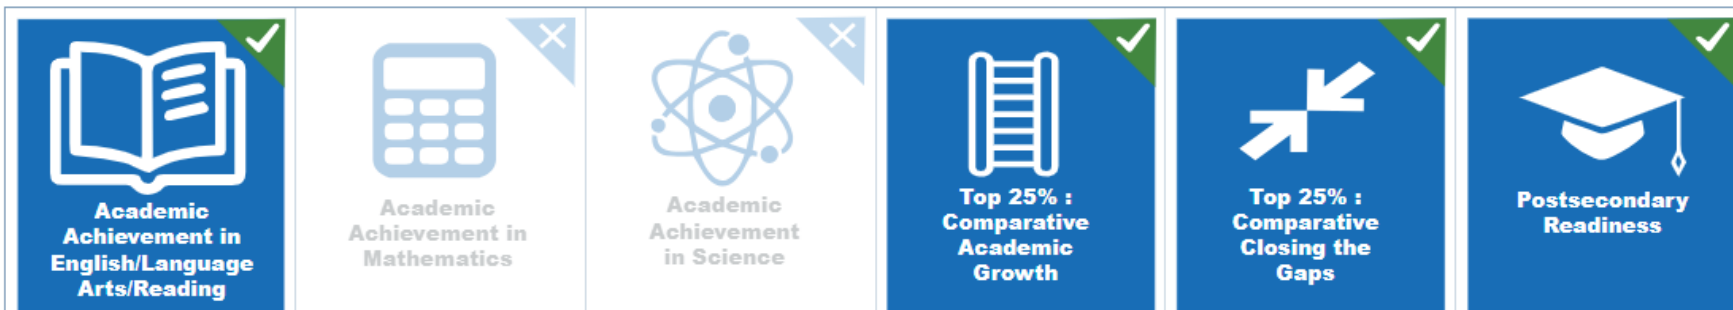 Academic
Achievement in
English/Language
Arts/Reading
Academic
Achievement in
Mathematics
Academic
Achievement
in Science
Top 25% :
Comparative
Academic
Growth
Top 25% :
Comparative
Closing the
Gaps
Postsecondary
Readiness